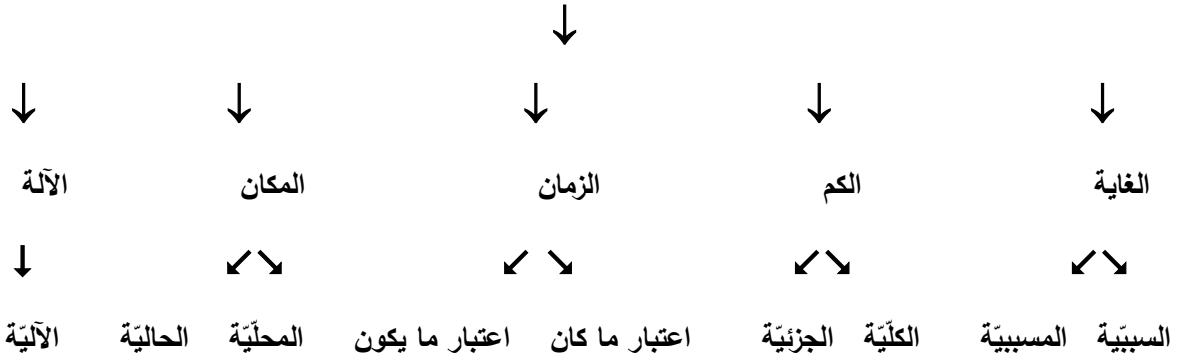 الغاية الكم الزمان المكان الآلة
السببيّة المسببيّة الكلّيّة الجزئيّة اعتبار ما كان اعتبار ما يكون المحلّيّة الحاليّة الآليّة